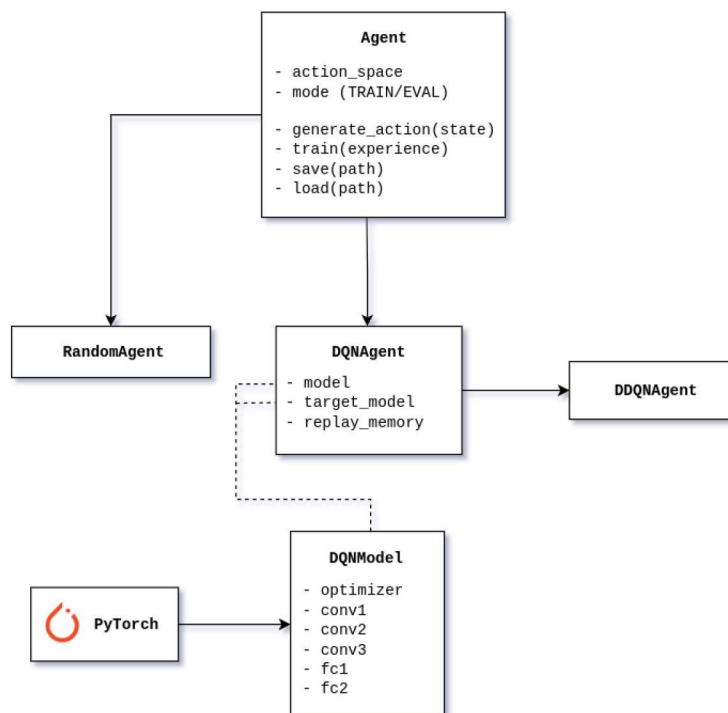 Agent
- action_space
- mode (TRAIN/EVAL)
- generate_action(state)
- train(experience)
- save(path)
- load(path)
RandomAgent
DQNAgent
- model
- target_model
- replay_memory
DDQNAgent
DQNModel
- optimizer
- conv1
- conv2
- conv3
- fc1
- fc2
PyTorch